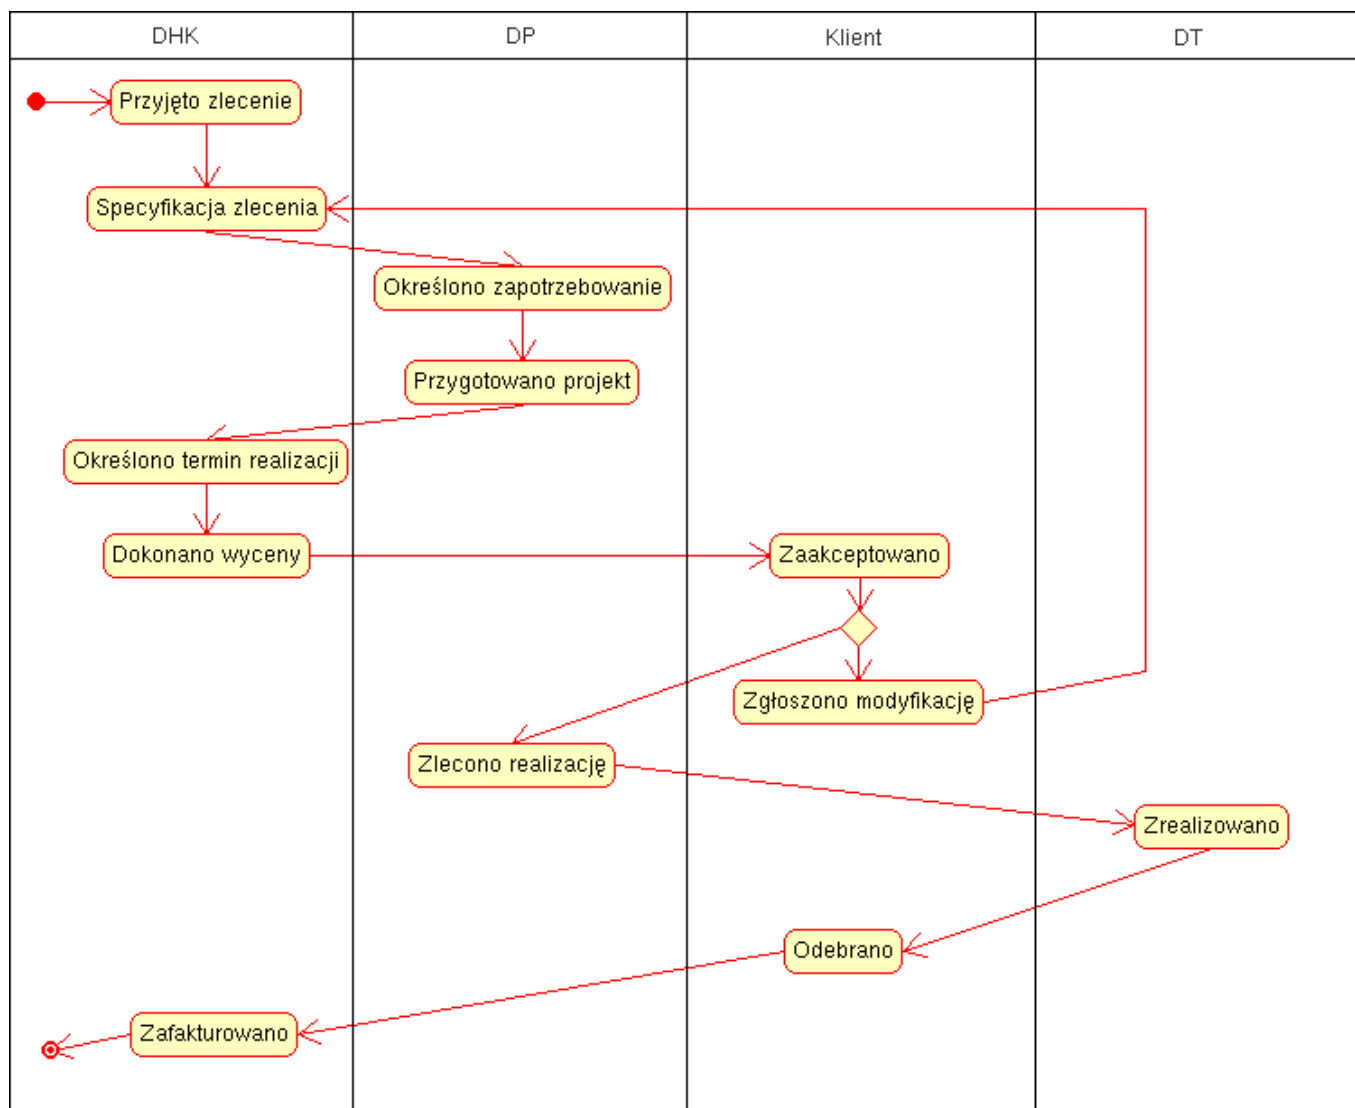 DHK
DP
Klient
DT
Przyjęto zlecenie
Specyfikacja zlecenia
Określono zapotrzebowanie
Przygotowano projekt
Określono termin realizacji
Dokonano wyceny
Zaakceptowano
Zgłoszono modyfikację
Zlecono realizację
Zrealizowano
Odebrano
Zafakturowano